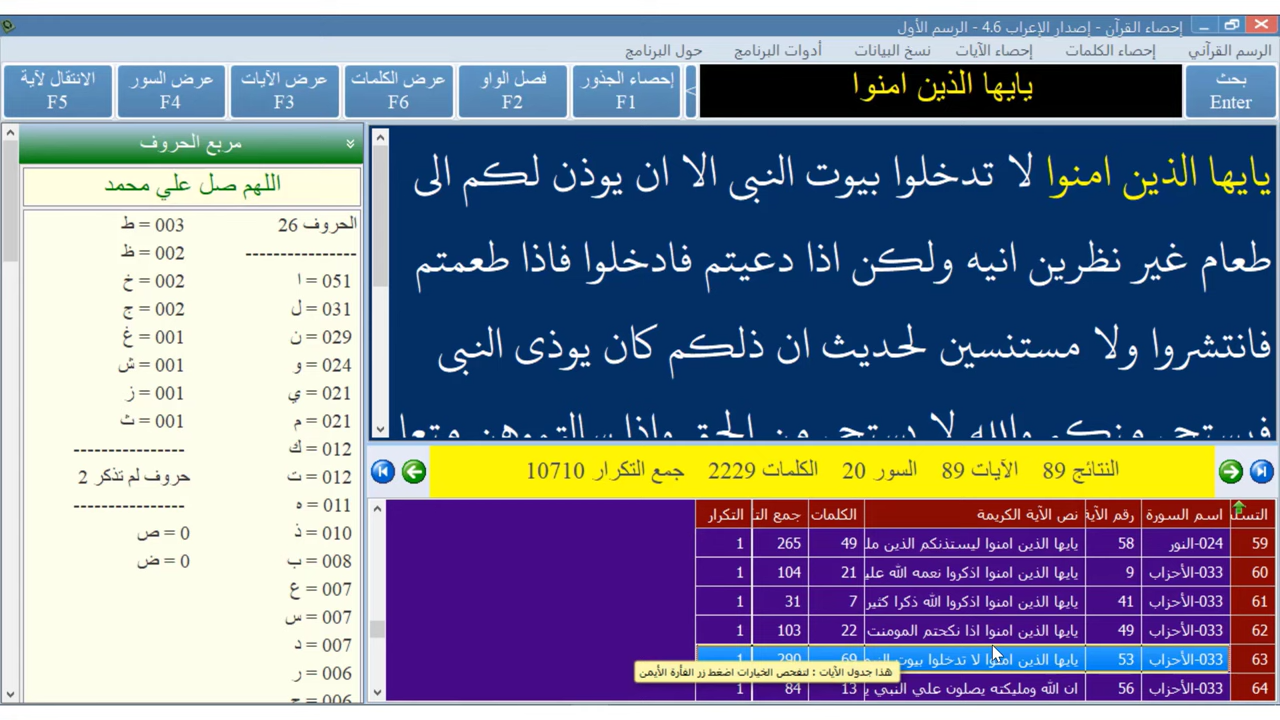 إحصاء القرآن - إصدار الإعراب 4.6 - الرسم الأول
الرسم القرآني إحصاء الكلمات إحصاء الآيات نسخ البيانات أدوات البرنامج حول البرنامج
بحث
Enter
يايها الذين امنوا
>
إحصاء الجذور
F1
فصل الواو
F2
عرض الكلمات
F6
عرض الآيات
F3
عرض السور
F4
الانتقال لآية
F5
يايها الذين امنوا لا تدخلوا بيوت النبى الا ان يوذن لكم الى
طعام غير نظرين انيه ولكن اذا دعيتم فادخلوا فاذا طعمتم
فانتشروا ولا مستنسين لحديث ان ذلكم كان يوذى النبى
النتائج 89 الآيات 89 السور 20 الكلمات 2229 جمع التكرار 10710
اسم السورة رقم الآية نص الآية الكريمة الكلمات جمع التكرار
59 024-النور 58 يايها الذين امنوا ليستذنكم الذين مل 49 265 1
60 033-الأحزاب 9 يايها الذين امنوا اذكروا نعمه الله علي 21 104 1
61 033-الأحزاب 41 يايها الذين امنوا اذكروا الله ذكرا كثير 7 31 1
62 033-الأحزاب 49 يايها الذين امنوا اذا نكحتم المومنت 22 103 1
63 033-الأحزاب 53 يايها الذين امنوا لا تدخلوا بيوت 69 290 1
هذا جدول الآيات : لتفحص الخيارات اضغط زر الفأرة الأيمن
64 033-الأحزاب 56 ان الله ومليكته يصلون علي النبي ي 13 84 1
مربع الحروف
اللهم صل علي محمد
الحروف 26
----------------
051 = ا
031 = ل
029 = ن
024 = و
021 = ي
021 = م
012 = ك
012 = ت
011 = ه
010 = ذ
008 = ب
007 = ع
007 = س
007 = د
006 = ر
003 = ط
002 = ظ
002 = خ
002 = ج
001 = غ
001 = ش
001 = ز
001 = ث
----------------
حروف لم تذكر 2
----------------
0 = ص
0 = ض